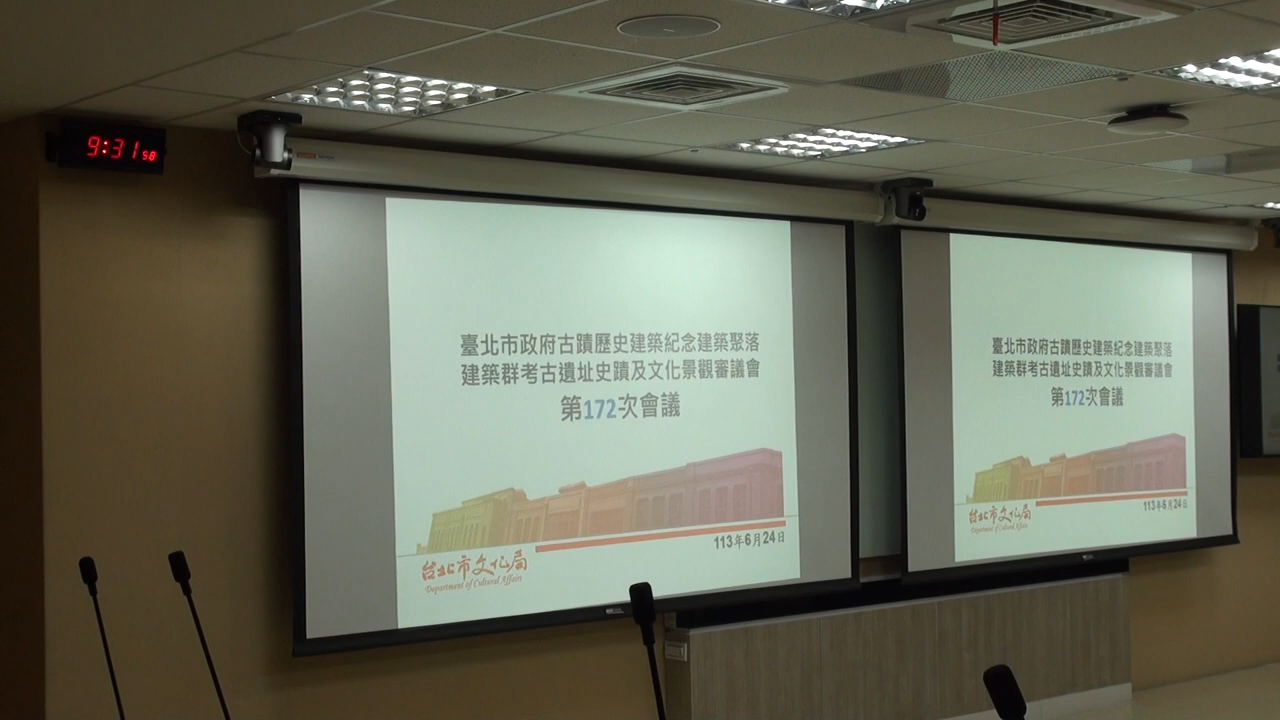 9:31 58
臺北市政府古蹟歷史建築紀念建築聚落
建築群考古遺址史蹟及文化景觀審議會
第172次會議
113年6月24日
台北市文化局
Department of Cultural Affairs
臺北市政府古蹟歷史建築紀念建築聚落
建築群考古遺址史蹟及文化景觀審議會
第172次會議
113年6月24日
台北市文化局
Department of Cultural Affairs